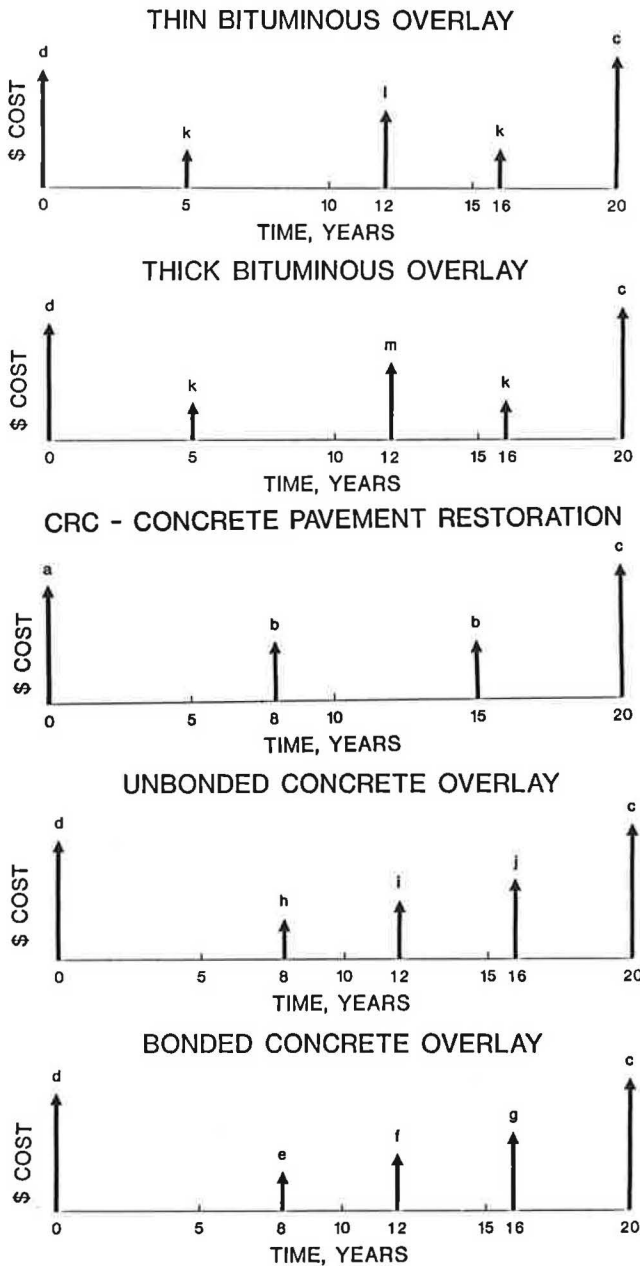 THIN BITUMINOUS OVERLAY
d
c
l
k
k
$ COST
0 5 10 12 15 16 20
TIME, YEARS
THICK BITUMINOUS OVERLAY
d
c
m
k
k
$ COST
0 5 10 12 15 16 20
TIME, YEARS
CRC - CONCRETE PAVEMENT RESTORATION
a
c
b
b
$ COST
0 5 8 10 15 20
TIME, YEARS
UNBONDED CONCRETE OVERLAY
d
c
j
i
h
$ COST
0 5 8 10 12 15 16 20
TIME, YEARS
BONDED CONCRETE OVERLAY
d
c
g
f
e
$ COST
0 5 8 10 12 15 16 20
TIME, YEARS